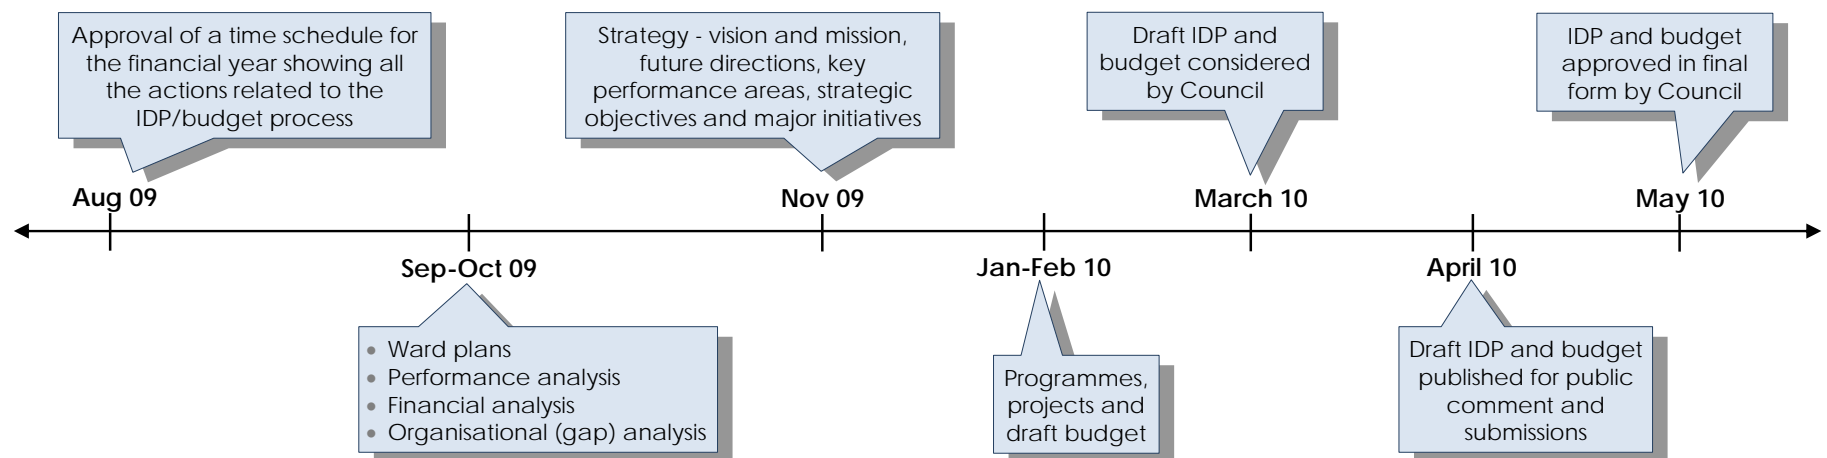 Approval of a time schedule for
the financial year showing all
the actions related to the
IDP/budget process
Strategy - vision and mission,
future directions, key
performance areas, strategic
objectives and major initiatives
Draft IDP and
budget considered
by Council
IDP and budget
approved in final
form by Council
Aug 09
Nov 09
March 10
May 10
Sep-Oct 09
Jan-Feb 10
April 10
• Ward plans
• Performance analysis
• Financial analysis
• Organisational (gap) analysis
Programmes,
projects and
draft budget
Draft IDP and budget
published for public
comment and
submissions